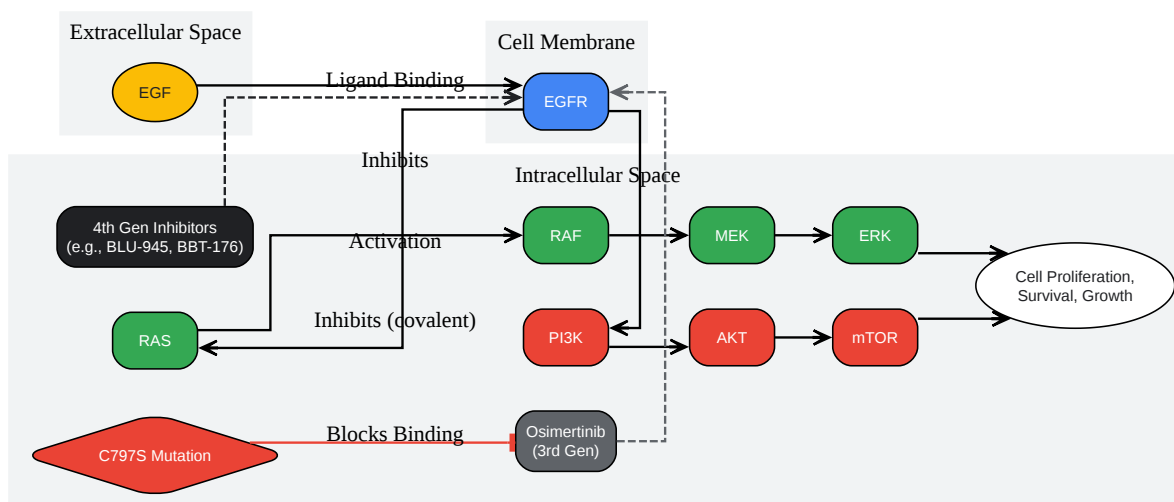 Extracellular Space
Cell Membrane
EGF
Ligand Binding
EGFR
Inhibits
Intracellular Space
4th Gen Inhibitors
(e.g., BLU-945, BBT-176)
Activation
RAF
MEK
ERK
Cell Proliferation,
Survival, Growth
RAS
Inhibits (covalent)
PI3K
AKT
mTOR
C797S Mutation
Blocks Binding
Osimertinib
(3rd Gen)